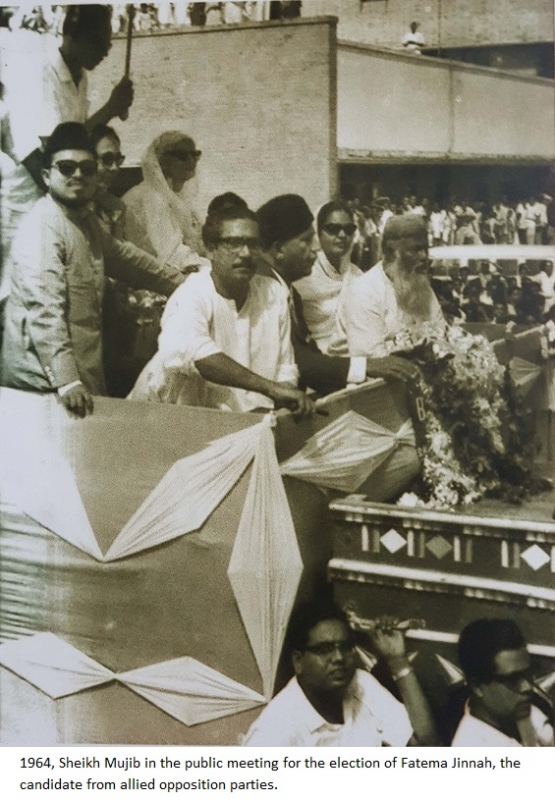 1964, Sheikh Mujib in the public meeting for the election of Fatema Jinnah, the
candidate from allied opposition parties.